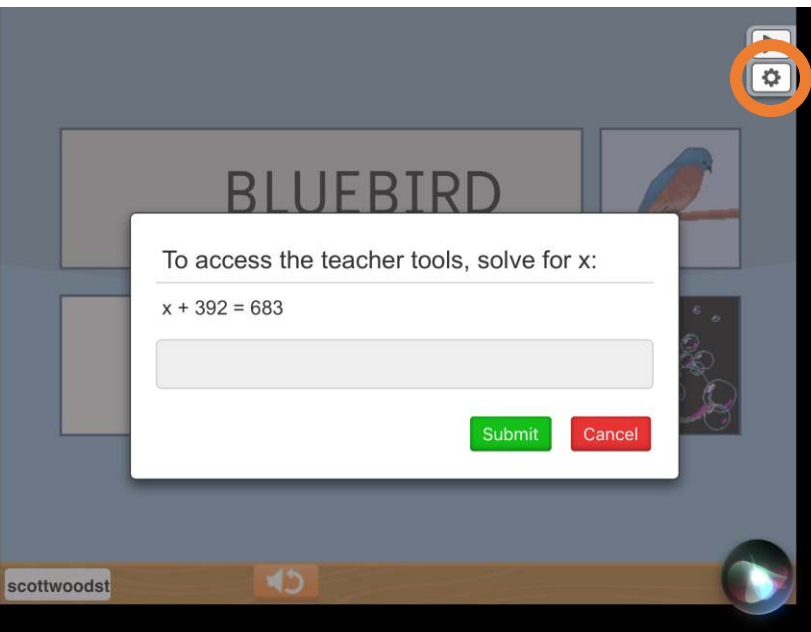 BLUEBIRD
To access the teacher tools, solve for x:
x + 392 = 683
Submit Cancel
scottwoodst